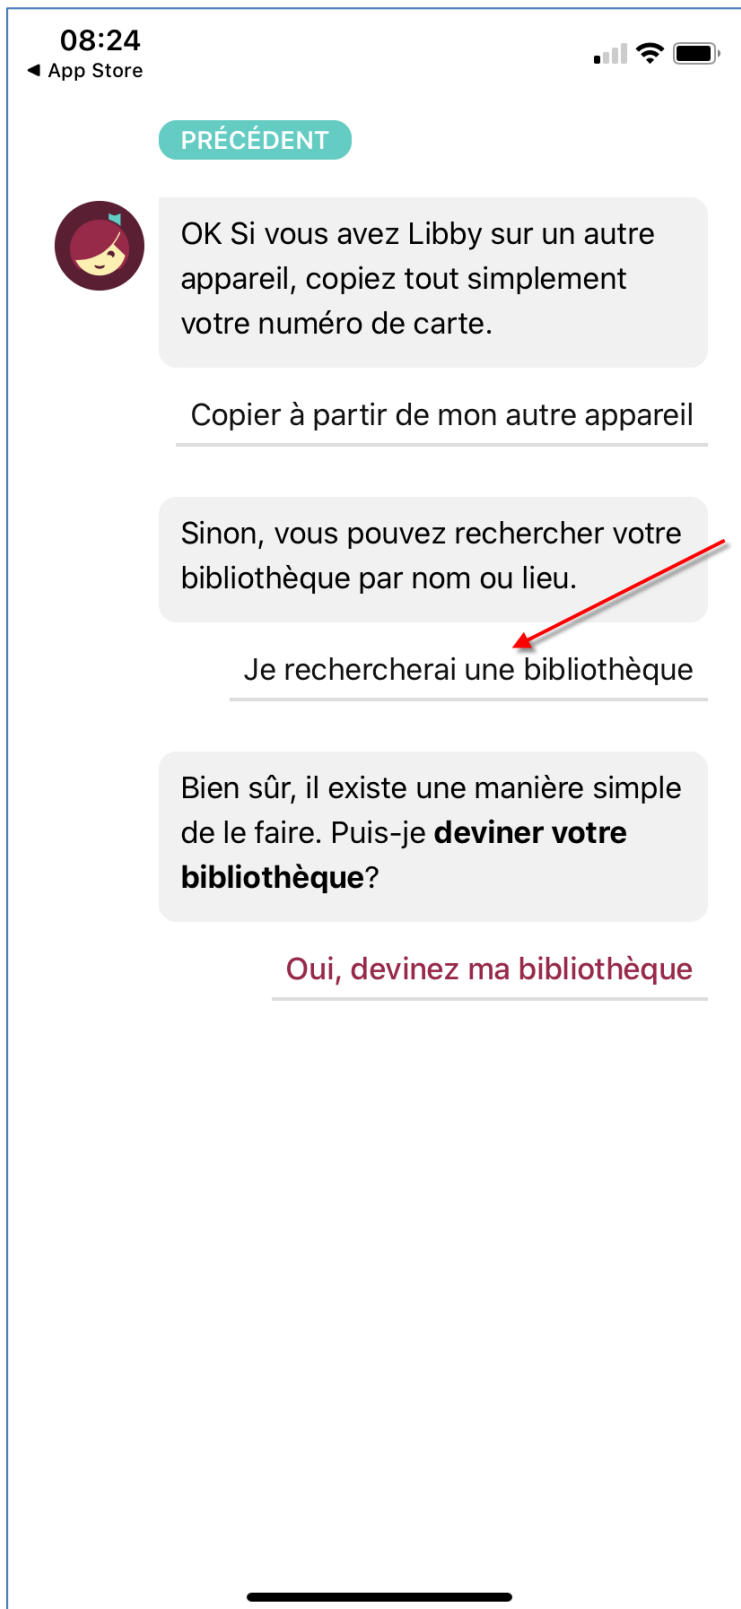 08:24
◀ App Store
PRÉCÉDENT
OK Si vous avez Libby sur un autre
appareil, copiez tout simplement
votre numéro de carte.
Copier à partir de mon autre appareil
Sinon, vous pouvez rechercher votre
bibliothèque par nom ou lieu.
Je rechercherai une bibliothèque
Bien sûr, il existe une manière simple
de le faire. Puis-je deviner votre
bibliothèque?
Oui, devinez ma bibliothèque